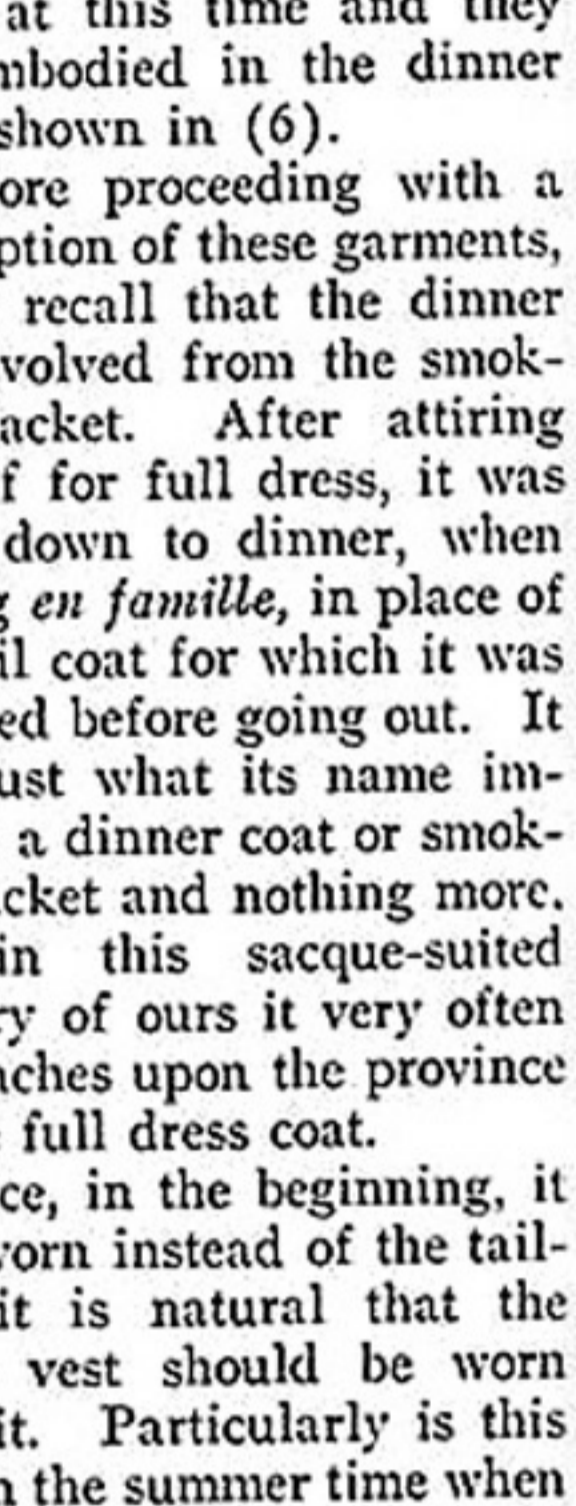 at this time and they
mbodied in the dinner
shown in (6).
ore proceeding with a
ption of these garments,
recall that the dinner
volved from the smok-
acket. After attiring
f for full dress, it was
down to dinner, when
g en famille, in place of
il coat for which it was
ed before going out. It
ust what its name im-
a dinner coat or smok-
cket and nothing more.
in this sacque-suited
ry of ours it very often
aches upon the province
full dress coat.
ce, in the beginning, it
vorn instead of the tail-
it is natural that the
vest should be worn
it. Particularly is this
n the summer time when